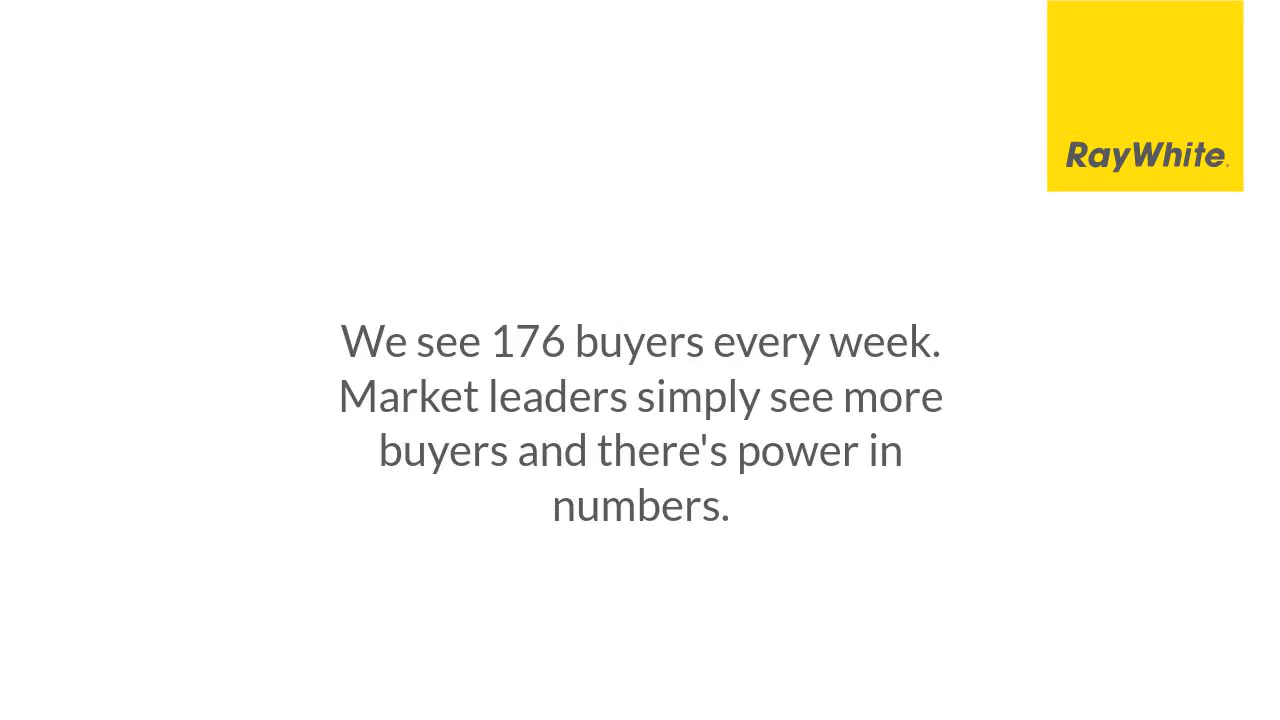 RayWhite
We see 176 buyers every week.
Market leaders simply see more
buyers and there's power in
numbers.